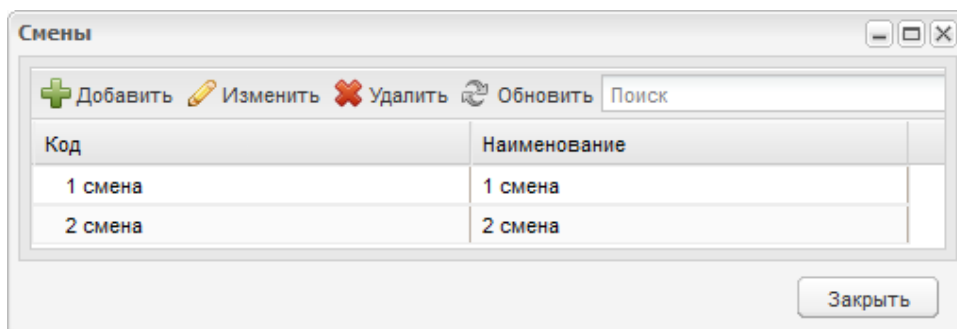 Смены
Добавить Изменить Удалить Обновить Поиск
Код Наименование
1 смена 1 смена
2 смена 2 смена
Закрыть